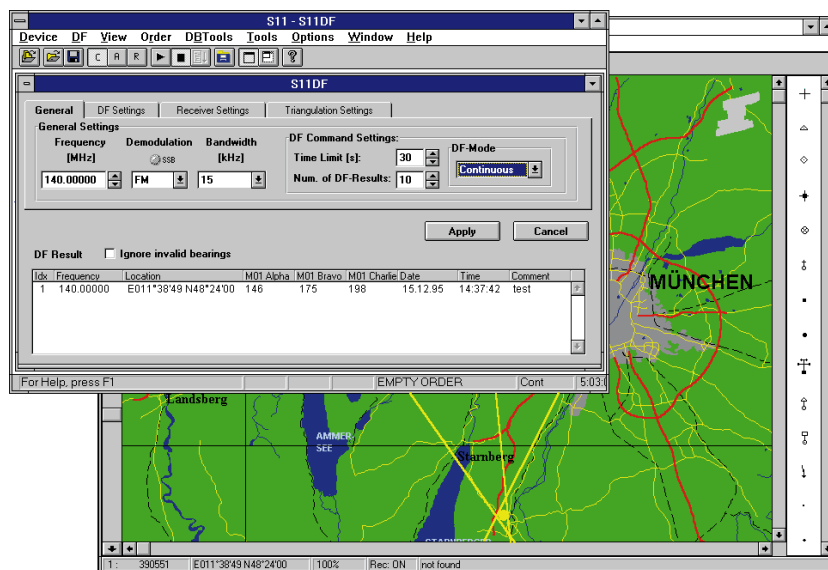 S11 - S11DF
Device DF View Order DBTools Tools Options Window Help
C A R ?
S11DF
General DF Settings Receiver Settings Triangulation Settings
General Settings
Frequency Demodulation Bandwidth
[MHz] SSB [kHz]
140.00000 FM 15
DF Command Settings:
Time Limit [s]: 30
Num. of DF-Results: 10
DF-Mode
Continuous
Apply Cancel
DF Result Ignore invalid bearings
Idx Frequency Location M01 Alpha M01 Bravo M01 Charlie Date Time Comment
1 140.00000 E011°38'49 N48°24'00 146 175 198 15.12.95 14:37:42 test
For Help, press F1 EMPTY ORDER Cont 5:03:
MÜNCHEN
Landsberg
AMMER
SEE
Starnberg
1 : 390551 E011°38'49 N48°24'00 100% Rec: ON not found